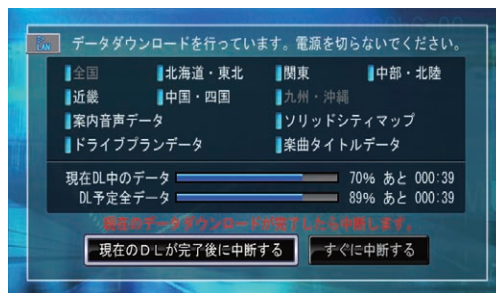 LAN
データダウンロードを行っています。電源を切らないでください。
全国 北海道・東北 関東 中部・北陸
近畿 中国・四国 九州・沖縄
案内音声データ ソリッドシティマップ
ドライブプランデータ 楽曲タイトルデータ
現在DL中のデータ 70% あと 000:39
DL予定全データ 89% あと 000:39
現在のデータダウンロードが完了したら中断します。
現在のDLが完了後に中断する すぐに中断する